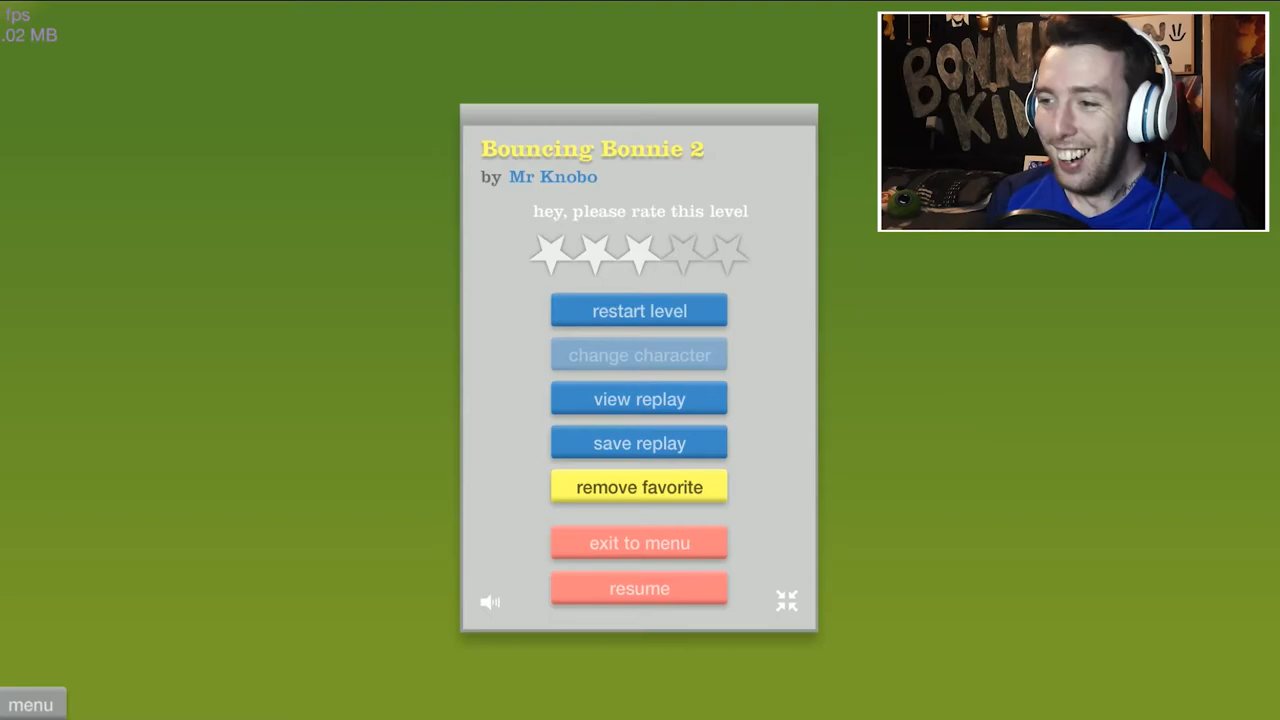 fps
.02 MB
Bouncing Bonnie 2
by Mr Knobo
hey, please rate this level
restart level
change character
view replay
save replay
remove favorite
exit to menu
resume
menu